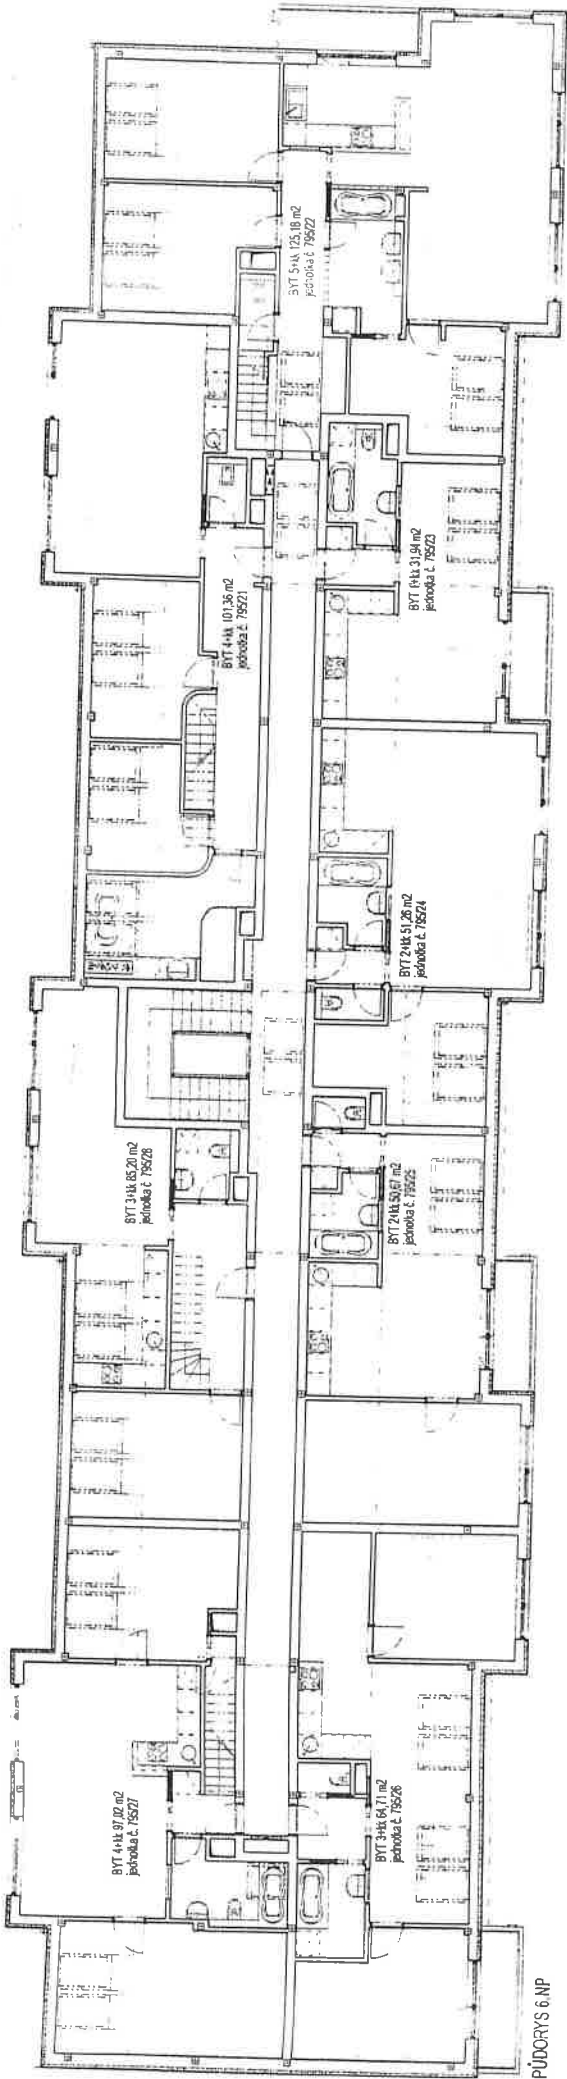 BYT 5+kk 125,18 m2
jednotka č. 795/22
BYT 4+kk 101,36 m2
jednotka č. 795/21
BYT 1+kk 31,94 m2
jednotka č. 795/23
BYT 2+kk 51,26 m2
jednotka č. 795/24
BYT 3+kk 85,20 m2
jednotka č. 795/28
BYT 2+kk 50,67 m2
jednotka č. 795/25
BYT 4+kk 97,02 m2
jednotka č. 795/27
BYT 3+kk 64,71 m2
jednotka č. 795/26
PŮDORYS 6.NP